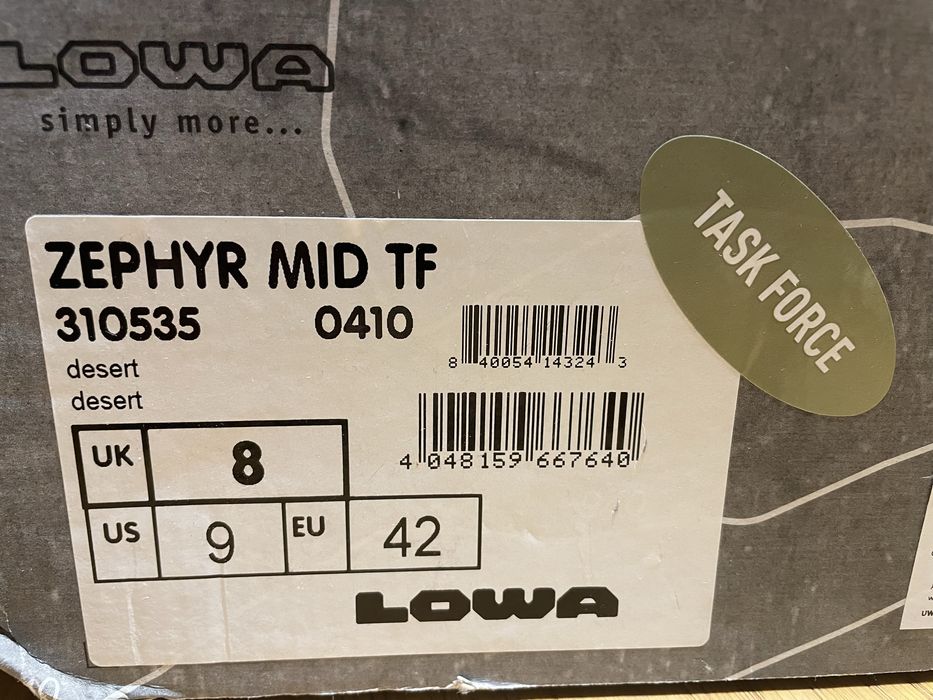 LOWA
simply more...
TASK FORCE
ZEPHYR MID TF
310535 0410
desert
desert
8 40054 14324 3
4 048159 667640
UK 8
US 9 EU 42
LOWA